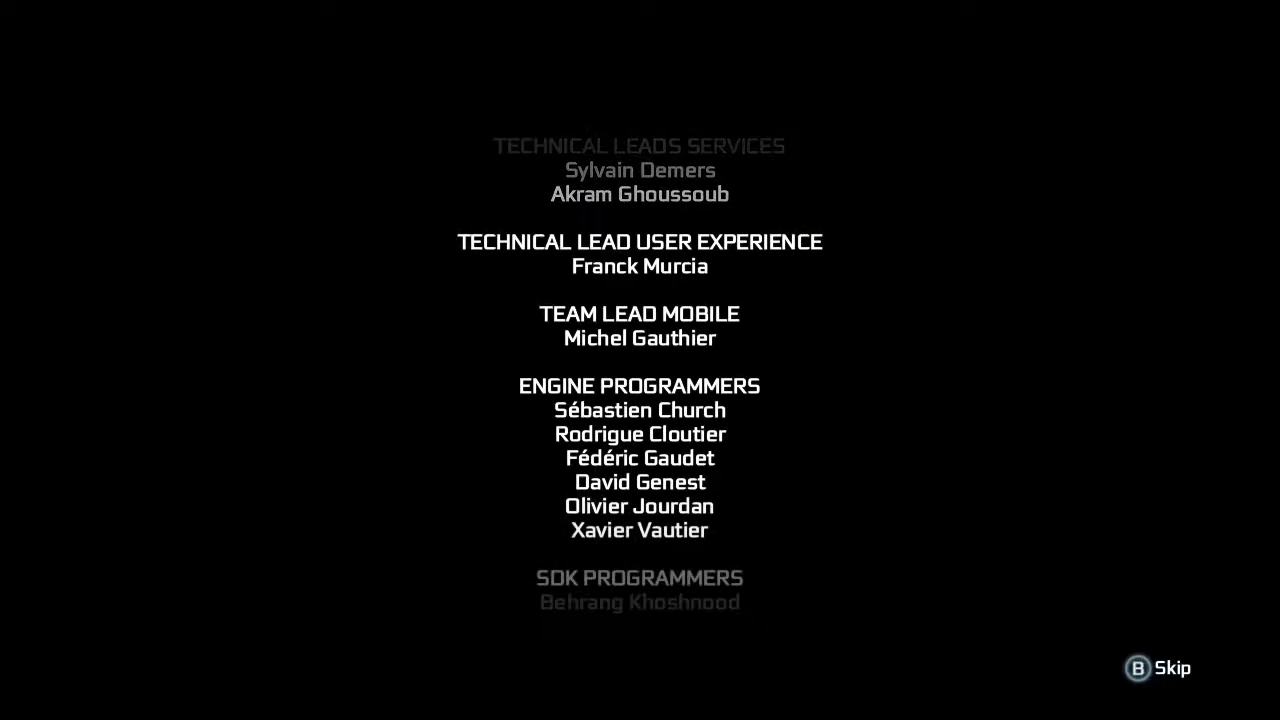 TECHNICAL LEADS SERVICES
Sylvain Demers
Akram Ghoussoub
TECHNICAL LEAD USER EXPERIENCE
Franck Murcia
TEAM LEAD MOBILE
Michel Gauthier
ENGINE PROGRAMMERS
Sébastien Church
Rodrigue Cloutier
Fédéric Gaudet
David Genest
Olivier Jourdan
Xavier Vautier
SDK PROGRAMMERS
Behrang Khoshnood
B Skip